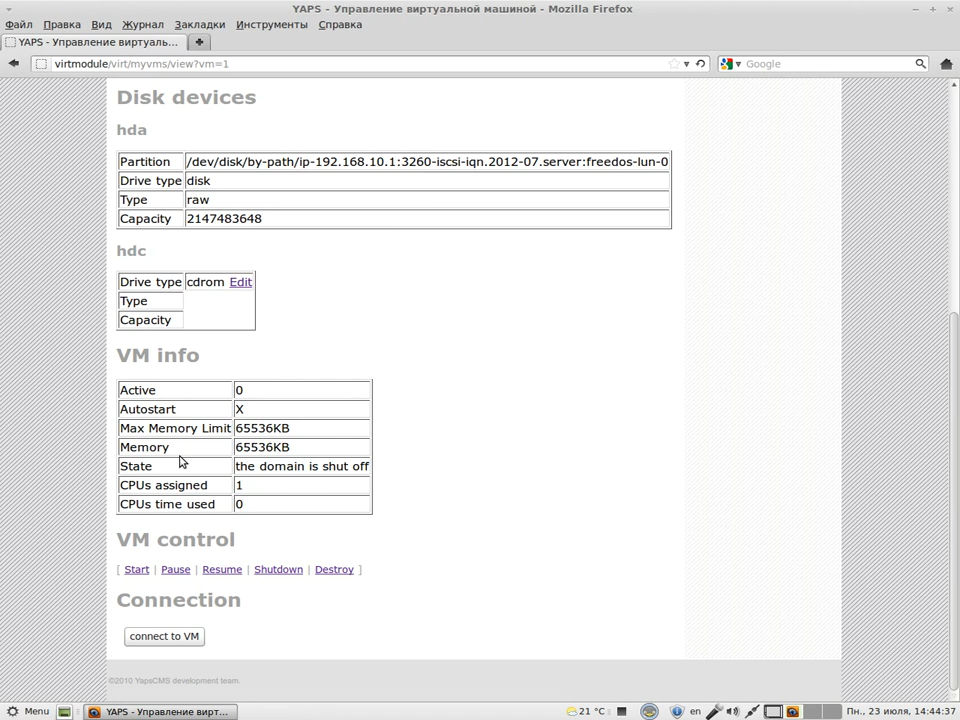 YAPS - Управление виртуальной машиной - Mozilla Firefox
Файл Правка Вид Журнал Закладки Инструменты Справка
YAPS - Управление виртуаль...
virtmodule/virt/myvms/view?vm=1
Google
Disk devices
hda
Partition /dev/disk/by-path/ip-192.168.10.1:3260-iscsi-iqn.2012-07.server:freedos-lun-0
Drive type disk
Type raw
Capacity 2147483648
hdc
Drive type cdrom Edit
Type
Capacity
VM info
Active 0
Autostart X
Max Memory Limit 65536KB
Memory 65536KB
State the domain is shut off
CPUs assigned 1
CPUs time used 0
VM control
[ Start | Pause | Resume | Shutdown | Destroy ]
Connection
connect to VM
©2010 YapsCMS development team.
Menu YAPS - Управление вирт... 21 °C en Пн., 23 июля, 14:44:37